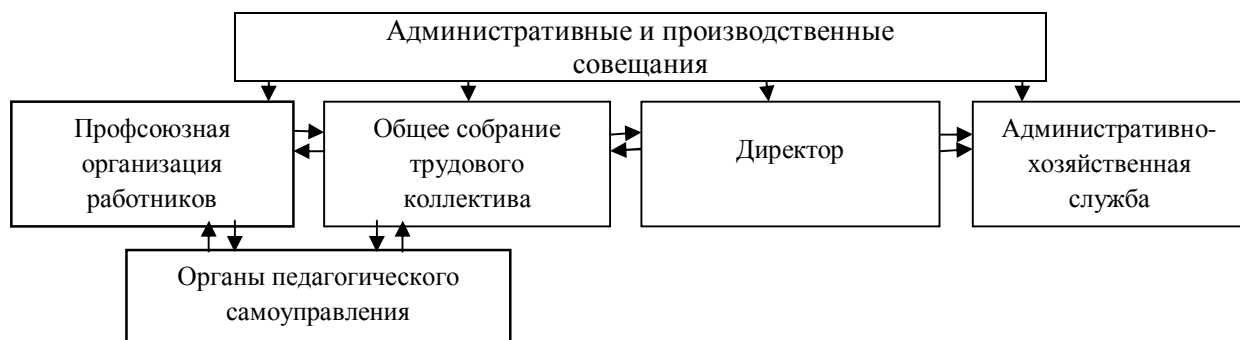 Административные и производственные
совещания
Профсоюзная
организация
работников
Общее собрание
трудового
коллектива
Директор
Административно-
хозяйственная
служба
Органы педагогического
самоуправления